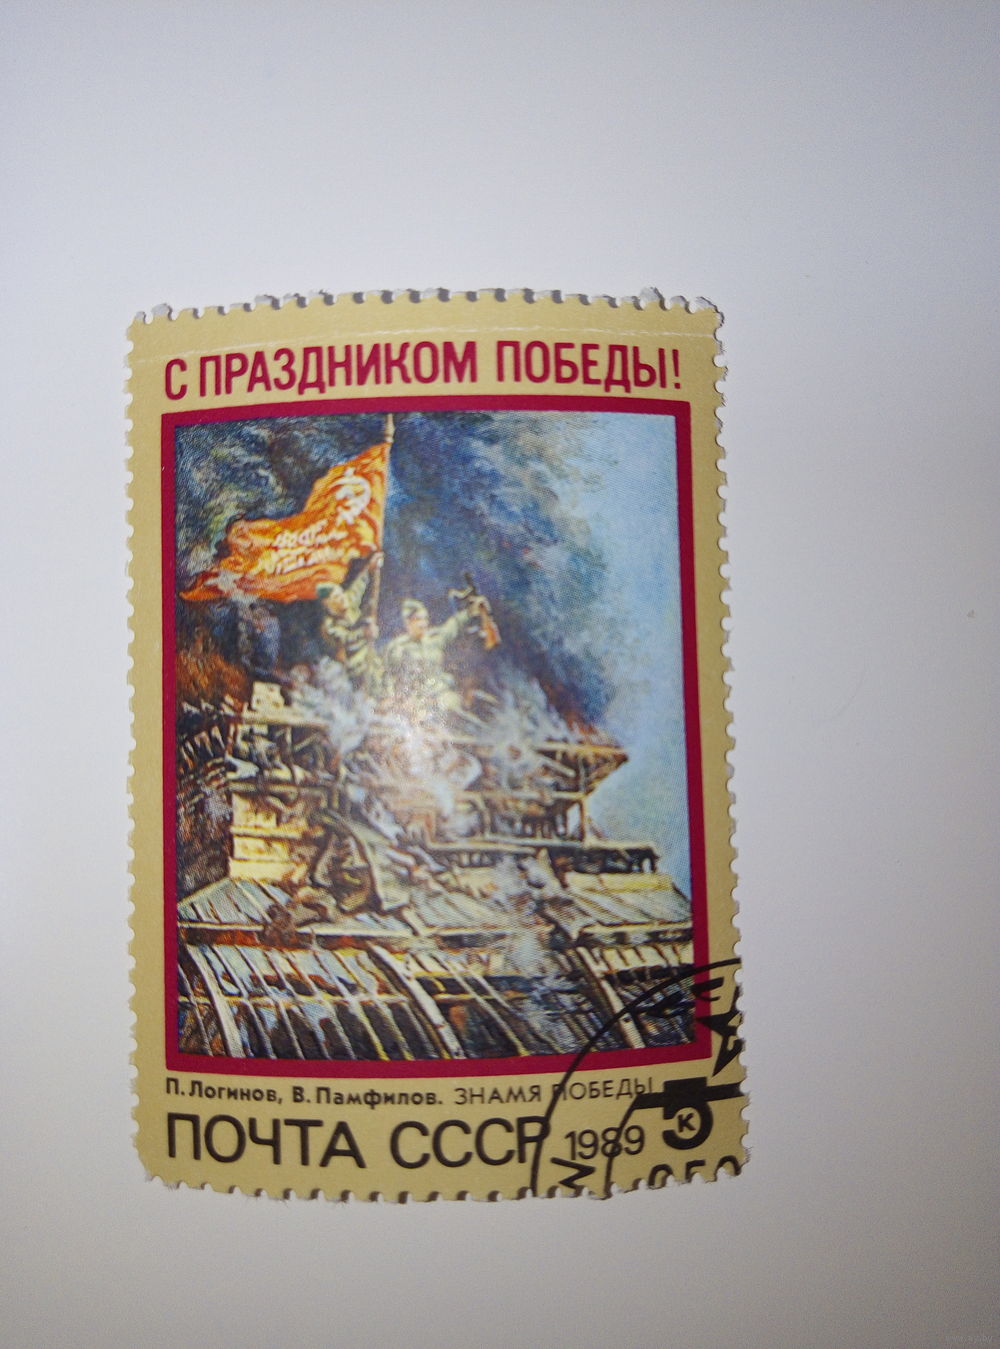 С ПРАЗДНИКОМ ПОБЕДЫ!
П. Логинов, В. Памфилов. ЗНАМЯ ПОБЕДЫ
5 к
ПОЧТА СССР 1989